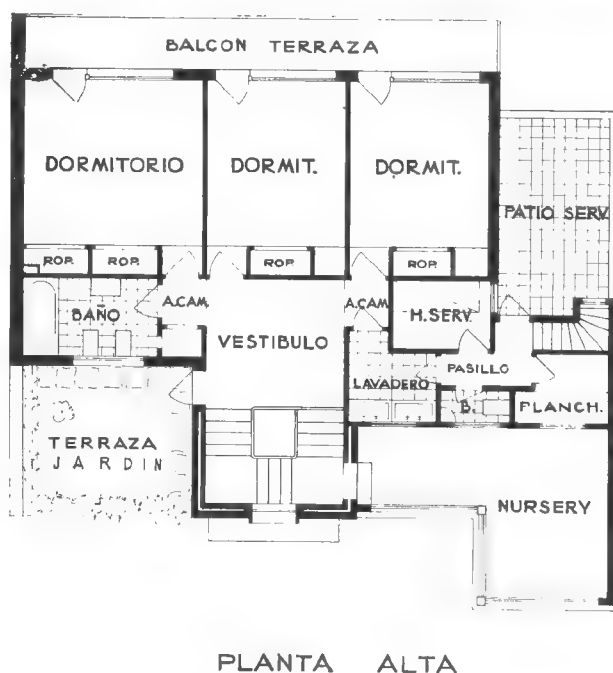 BALCON TERRAZA
DORMITORIO
DORMIT.
DORMIT.
PATIO SERV.
ROP.
ROP.
ROP.
ROP.
BAÑO
A.CAM.
A.CAM.
H.SERV.
VESTIBULO
PASILLO
LAVADERO
B.
PLANCH.
TERRAZA
JARDIN
NURSERY
PLANTA ALTA